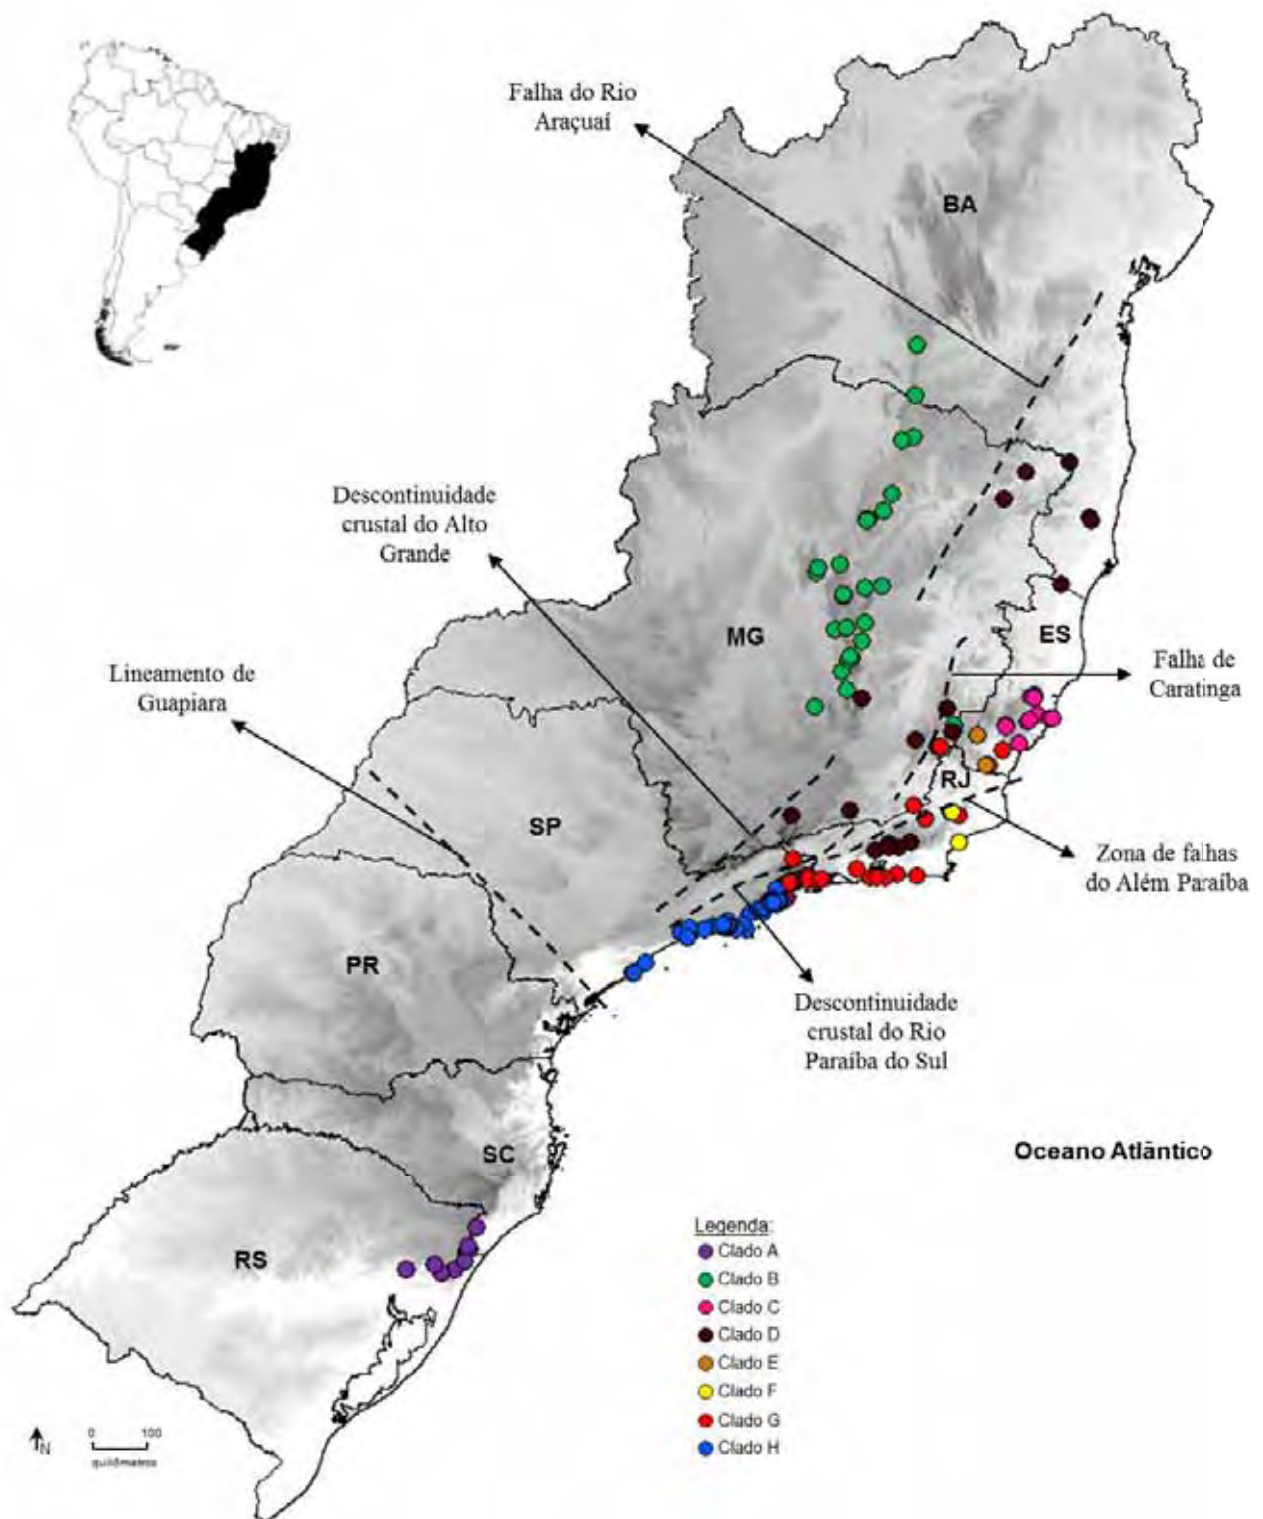 Falha do Rio
Araçuaí
BA
Descontinuidade
crustal do Alto
Grande
MG
ES
Lineamento de
Guapiara
Falha de
Caratinga
RJ
SP
Zona de falhas
do Além Paraíba
PR
Descontinuidade
crustal do Rio
Paraíba do Sul
SC
Oceano Atlântico
RS
Legenda:
Clado A
Clado B
Clado C
Clado D
Clado E
Clado F
Clado G
Clado H
N
0 100
quilômetros